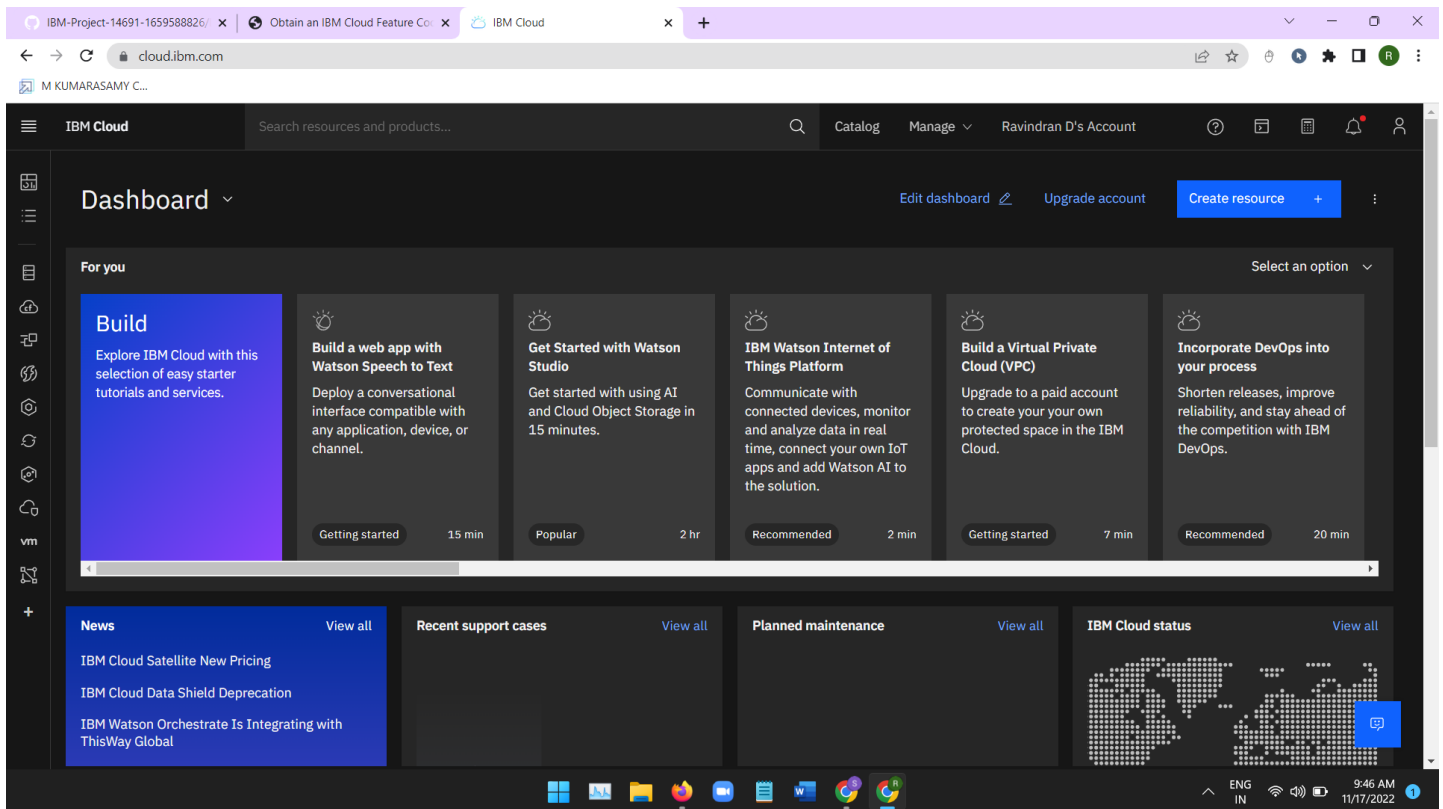 IBM-Project-14691-1659588826/
Obtain an IBM Cloud Feature Co
IBM Cloud
cloud.ibm.com
R
M KUMARASAMY C...
IBM Cloud
Search resources and products...
Catalog
Manage
Ravindran D's Account
Dashboard
Edit dashboard
Upgrade account
Create resource +
For you
Select an option
Build
Explore IBM Cloud with this
selection of easy starter
tutorials and services.
Build a web app with
Watson Speech to Text
Deploy a conversational
interface compatible with
any application, device, or
channel.
Getting started
15 min
Get Started with Watson
Studio
Get started with using AI
and Cloud Object Storage in
15 minutes.
Popular
2 hr
IBM Watson Internet of
Things Platform
Communicate with
connected devices, monitor
and analyze data in real
time, connect your own IoT
apps and add Watson AI to
the solution.
Recommended
2 min
Build a Virtual Private
Cloud (VPC)
Upgrade to a paid account
to create your your own
protected space in the IBM
Cloud.
Getting started
7 min
Incorporate DevOps into
your process
Shorten releases, improve
reliability, and stay ahead of
the competition with IBM
DevOps.
Recommended
20 min
cf
vm
News
View all
IBM Cloud Satellite New Pricing
IBM Cloud Data Shield Deprecation
IBM Watson Orchestrate Is Integrating with
ThisWay Global
Recent support cases
View all
Planned maintenance
View all
IBM Cloud status
View all
S
R
ENG
IN
9:46 AM
11/17/2022
1